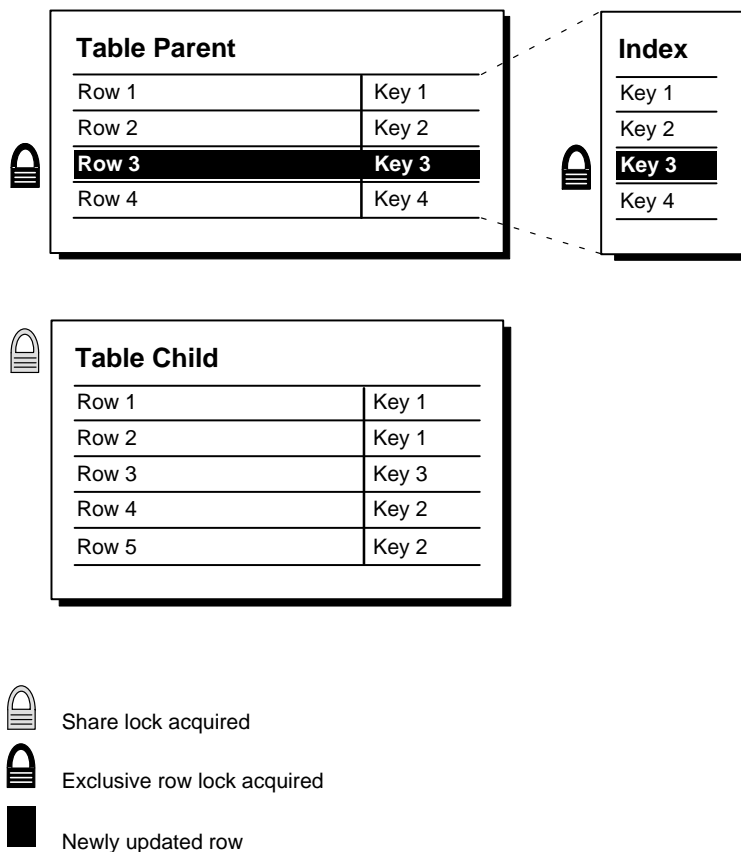 Table Parent
Row 1 Key 1
Row 2 Key 2
Row 3 Key 3
Row 4 Key 4
Index
Key 1
Key 2
Key 3
Key 4
Table Child
Row 1 Key 1
Row 2 Key 1
Row 3 Key 3
Row 4 Key 2
Row 5 Key 2
Share lock acquired
Exclusive row lock acquired
Newly updated row